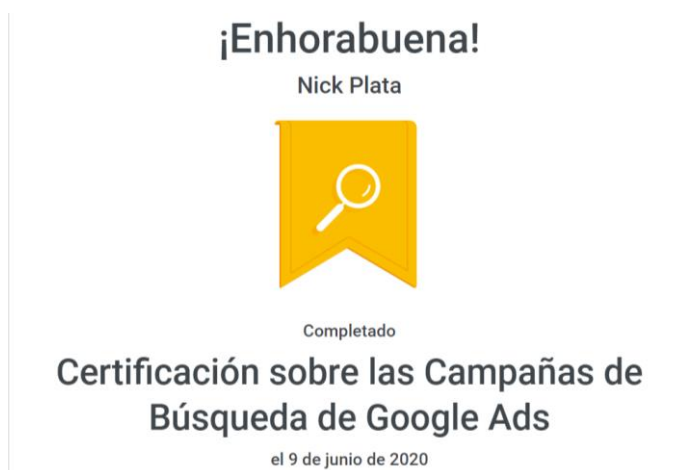 ¡Enhorabuena!
Nick Plata
Completado
Certificación sobre las Campañas de
Búsqueda de Google Ads
el 9 de junio de 2020